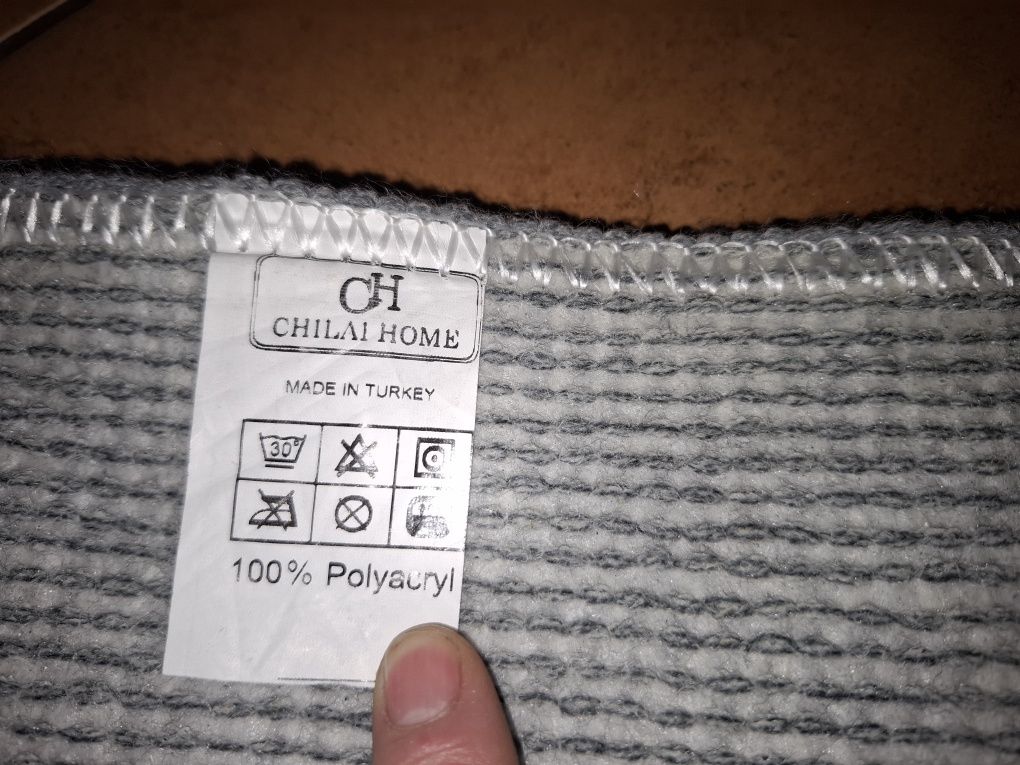 CH
CHILAI HOME
MADE IN TURKEY
30°
100% Polyacryl